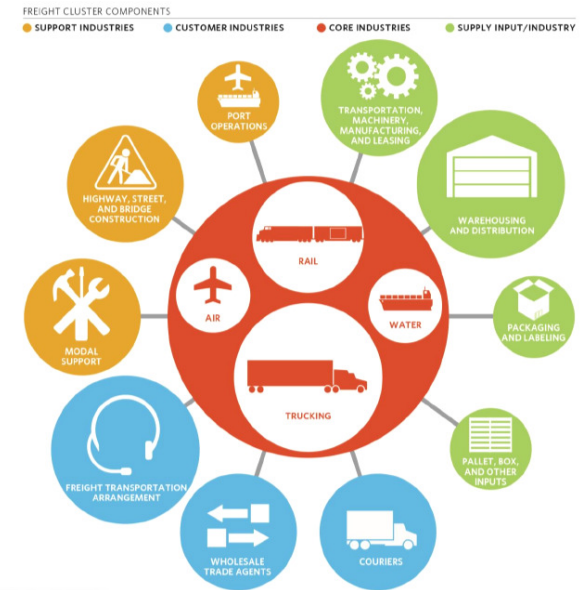 FREIGHT CLUSTER COMPONENTS
SUPPORT INDUSTRIES
CUSTOMER INDUSTRIES
CORE INDUSTRIES
SUPPLY INPUT/INDUSTRY
PORT
OPERATIONS
TRANSPORTATION,
MACHINERY,
MANUFACTURING,
AND LEASING
HIGHWAY, STREET,
AND BRIDGE
CONSTRUCTION
WAREHOUSING
AND DISTRIBUTION
RAIL
AIR
WATER
MODAL
SUPPORT
PACKAGING
AND LABELING
TRUCKING
FREIGHT TRANSPORTATION
ARRANGEMENT
PALLET, BOX,
AND OTHER
INPUTS
WHOLESALE
TRADE AGENTS
COURIERS